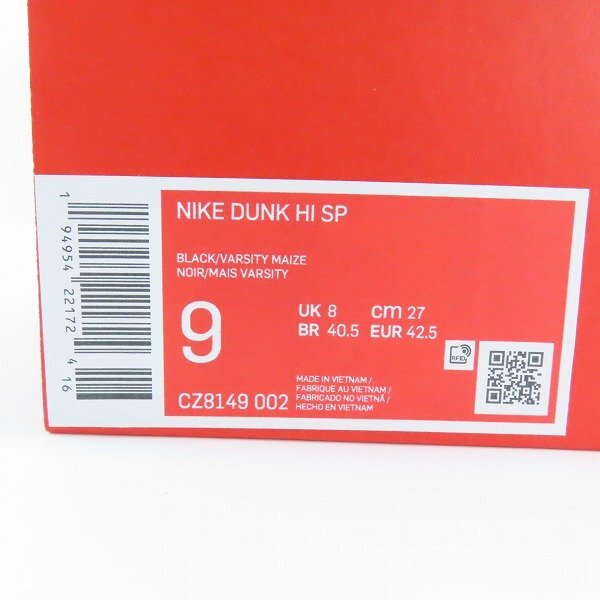 NIKE DUNK HI SP
BLACK/VARSITY MAIZE
NOIR/MAIS VARSITY
9
UK 8 cm 27
BR 40.5 EUR 42.5
CZ8149 002
MADE IN VIETNAM /
FABRIQUE AU VIETNAM /
FABRICADO NO VIETNÃ /
HECHO EN VIETNAM
RFID
1 94954 22172 4 16